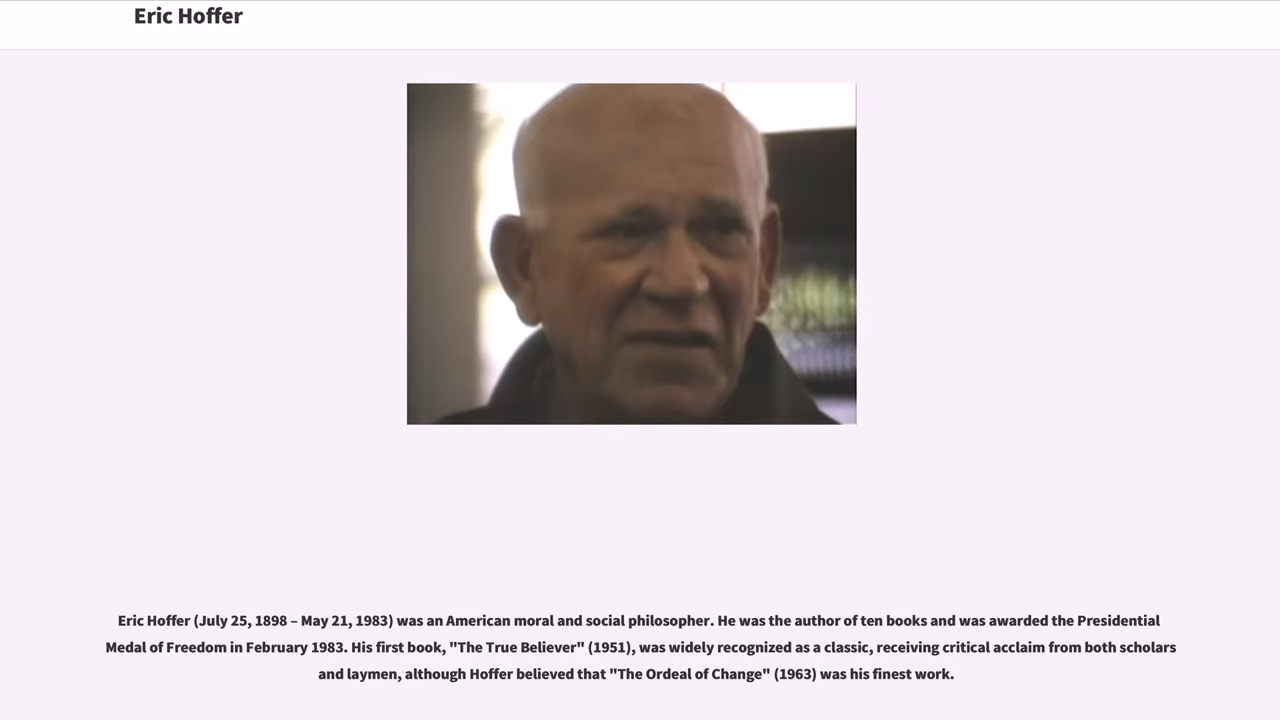 Eric Hoffer
Eric Hoffer (July 25, 1898 – May 21, 1983) was an American moral and social philosopher. He was the author of ten books and was awarded the Presidential
Medal of Freedom in February 1983. His first book, "The True Believer" (1951), was widely recognized as a classic, receiving critical acclaim from both scholars
and laymen, although Hoffer believed that "The Ordeal of Change" (1963) was his finest work.